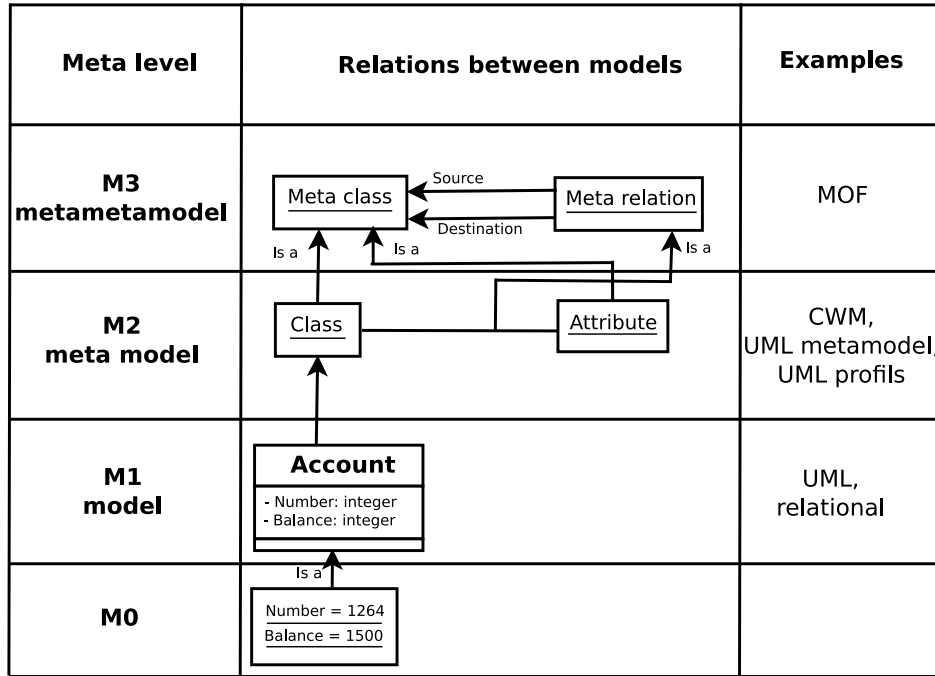 Meta level
Relations between models
Examples
M3
metametamodel
Meta class
Source
Destination
Meta relation
MOF
Is a
Is a
Is a
M2
meta model
Class
Attribute
CWM,
UML metamodel,
UML profils
M1
model
Account
- Number: integer
- Balance: integer
UML,
relational
Is a
M0
Number = 1264
Balance = 1500